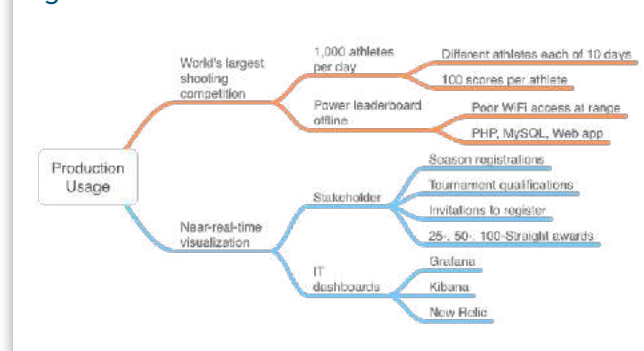 Production
Usage
World's largest
shooting
competition
1,000 athletes
per day
Different athletes each of 10 days
100 scores per athlete
Power leaderboard
offline
Poor WiFi access at range
PHP, MySQL, Web app
Near-real-time
visualization
Stakeholder
Season registrations
Tournament qualifications
Invitations to register
25-, 50-, 100-Straight awards
IT
dashboards
Grafana
Kibana
New Relic